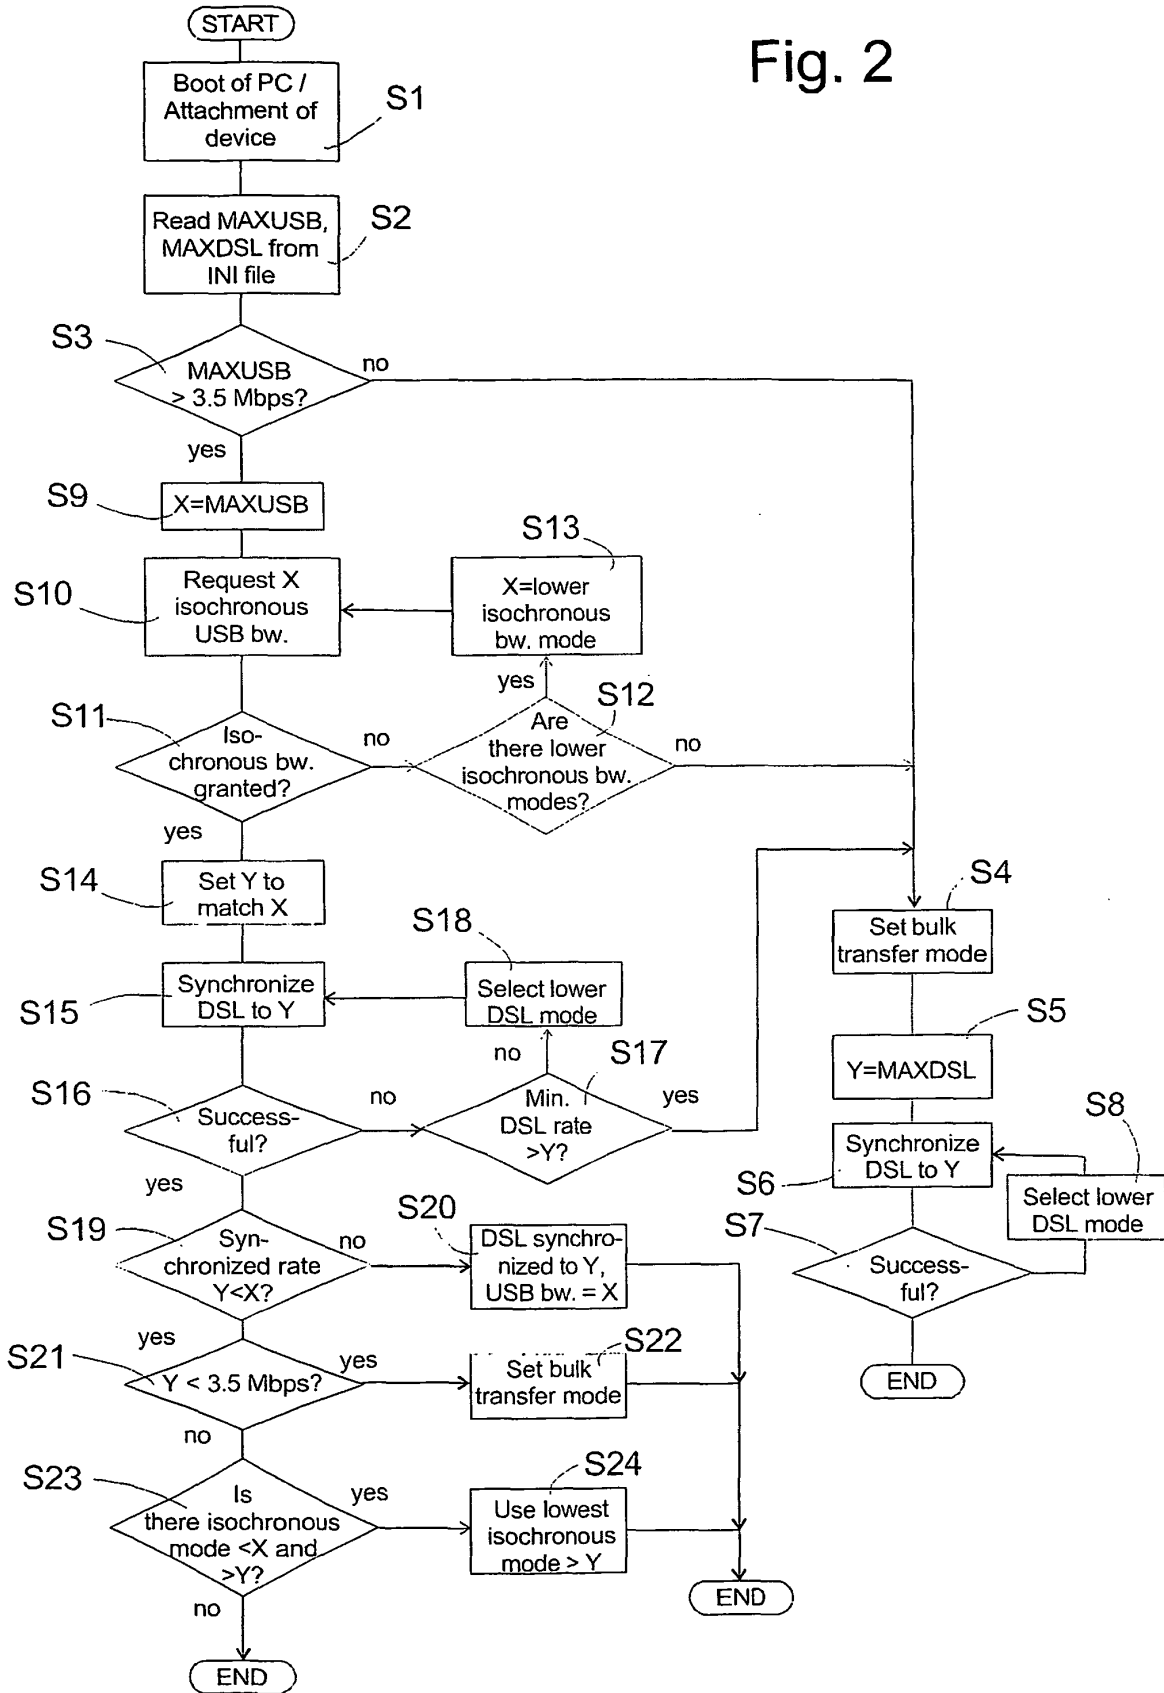 Fig. 2
START
Boot of PC /
Attachment of
device
S1
Read MAXUSB,
MAXDSL from
INI file
S2
S3
MAXUSB
> 3.5 Mbps?
no
yes
S9
X=MAXUSB
S10
Request X
isochronous
USB bw.
S13
X=lower
isochronous
bw. mode
yes
S11
Iso-
chronous bw.
granted?
no
S12
Are
there lower
isochronous bw.
modes?
no
yes
S14
Set Y to
match X
S15
Synchronize
DSL to Y
S18
Select lower
DSL mode
no
S16
Success-
ful?
no
S17
Min.
DSL rate
>Y?
yes
yes
S4
Set bulk
transfer mode
S5
Y=MAXDSL
S6
Synchronize
DSL to Y
S8
Select lower
DSL mode
S7
Success-
ful?
END
S19
Syn-
chronized rate
Y<X?
no
S20
DSL synchro-
nized to Y,
USB bw. = X
yes
S21
Y < 3.5 Mbps?
yes
S22
Set bulk
transfer mode
no
S23
Is
there isochronous
mode <X and
>Y?
yes
S24
Use lowest
isochronous
mode > Y
END
no
END